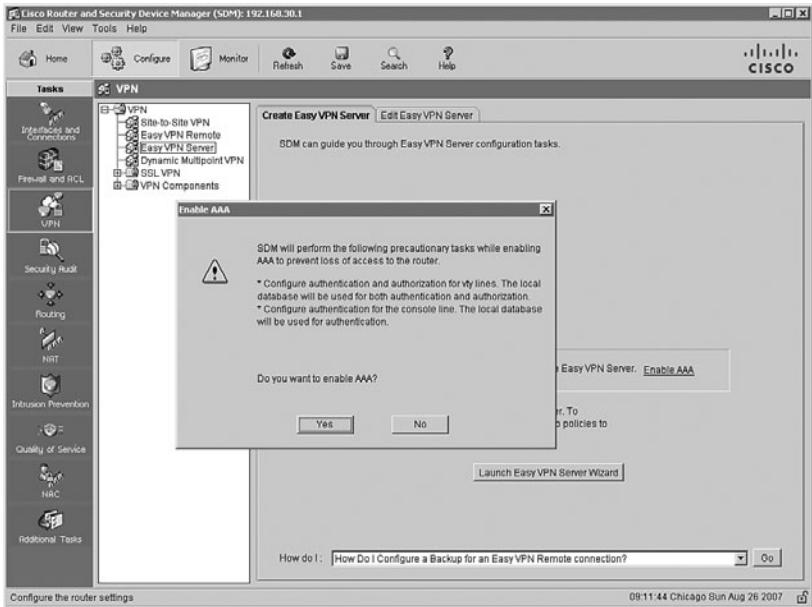 Cisco Router and Security Device Manager (SDM): 192.168.30.1
File Edit View Tools Help
Home
Configure
Monitor
Refresh
Save
Search
Help
CISCO
Tasks
VPN
Interfaces and
Connections
Firewall and ACL
VPN
Security Audit
Routing
NAT
Intrusion Prevention
Quality of Service
NAC
Additional Tasks
VPN
Site-to-Site VPN
Easy VPN Remote
Easy VPN Server
Dynamic Multipoint VPN
SSL VPN
VPN Components
Create Easy VPN Server
Edit Easy VPN Server
SDM can guide you through Easy VPN Server configuration tasks.
Enable AAA
SDM will perform the following precautionary tasks while enabling
AAA to prevent loss of access to the router.
* Configure authentication and authorization for vty lines. The local
database will be used for both authentication and authorization.
* Configure authentication for the console line. The local database
will be used for authentication.
Do you want to enable AAA?
Yes
No
Easy VPN Server. Enable AAA
er. To
policies to
Launch Easy VPN Server Wizard
How do I: How Do I Configure a Backup for an Easy VPN Remote connection?
Go
Configure the router settings
09:11:44 Chicago Sun Aug 26 2007